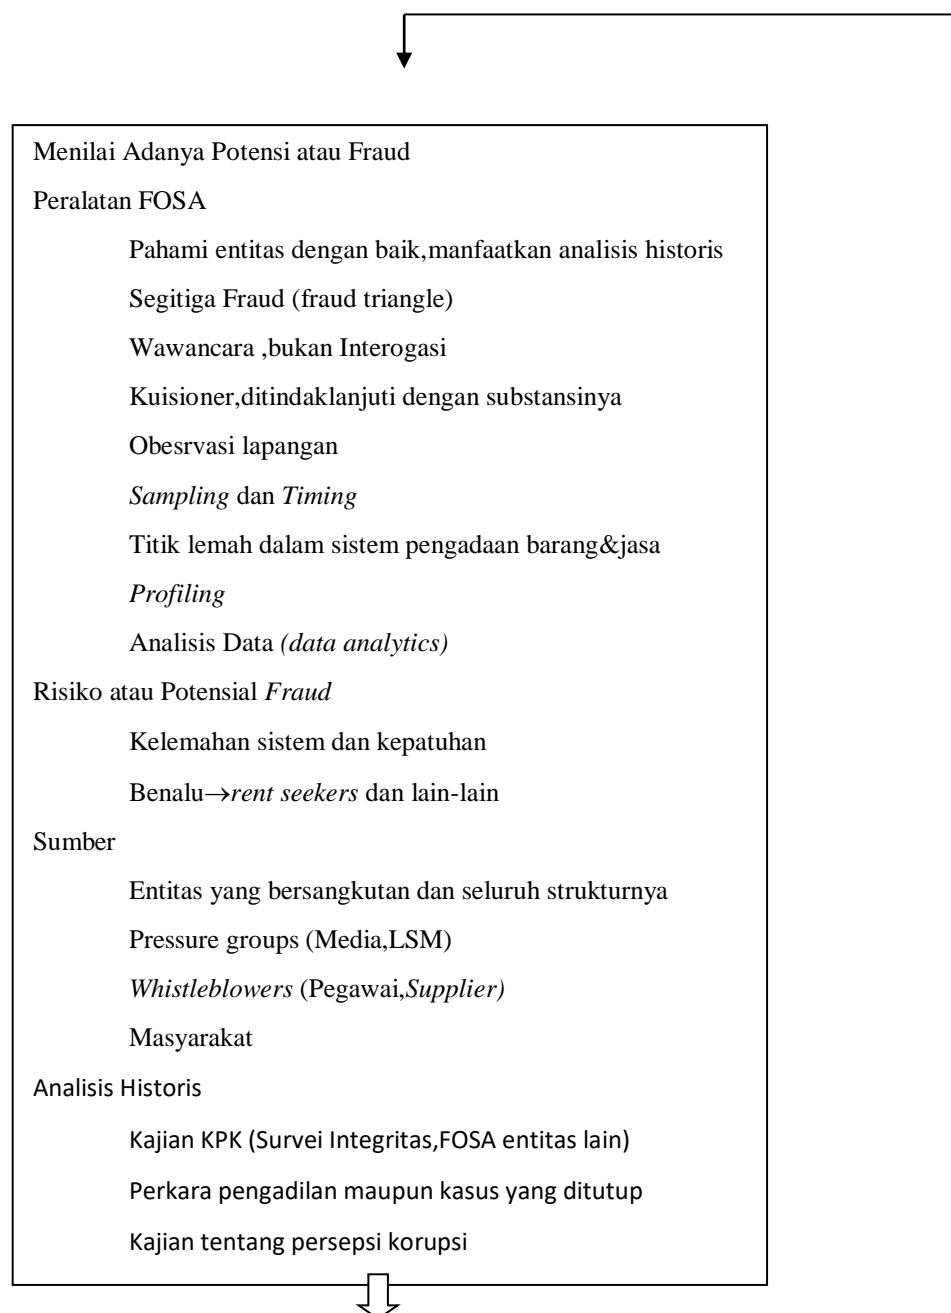 Menilai Adanya Potensi atau Fraud
Peralatan FOSA
Pahami entitas dengan baik,manfaatkan analisis historis
Segitiga Fraud (fraud triangle)
Wawancara ,bukan Interogasi
Kuisioner,ditindaklanjuti dengan substansinya
Obesrvasi lapangan
Sampling dan Timing
Titik lemah dalam sistem pengadaan barang&jasa
Profiling
Analisis Data (data analytics)
Risiko atau Potensial Fraud
Kelemahan sistem dan kepatuhan
Benalu→rent seekers dan lain-lain
Sumber
Entitas yang bersangkutan dan seluruh strukturnya
Pressure groups (Media,LSM)
Whistleblowers (Pegawai,Supplier)
Masyarakat
Analisis Historis
Kajian KPK (Survei Integritas,FOSA entitas lain)
Perkara pengadilan maupun kasus yang ditutup
Kajian tentang persepsi korupsi